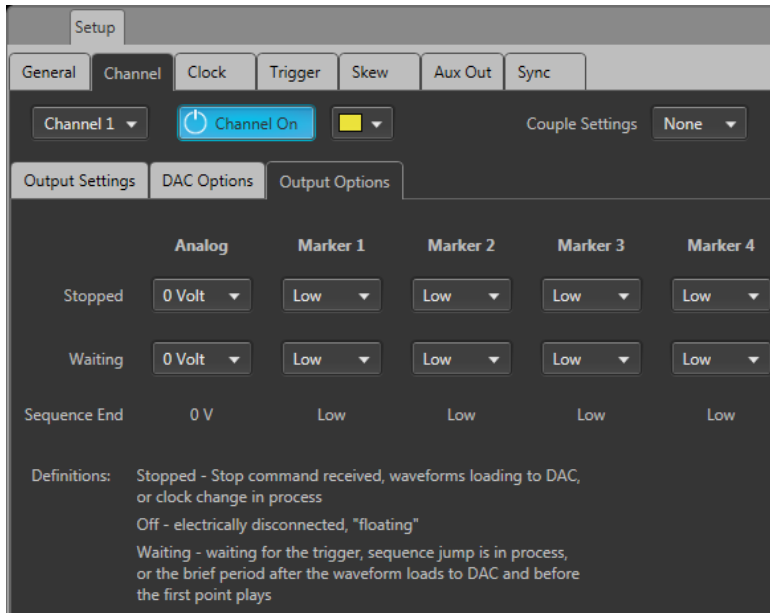 Setup
General Channel Clock Trigger Skew Aux Out Sync
Channel 1 Channel On Couple Settings None
Output Settings DAC Options Output Options
Analog Marker 1 Marker 2 Marker 3 Marker 4
Stopped 0 Volt Low Low Low Low
Waiting 0 Volt Low Low Low Low
Sequence End 0 V Low Low Low Low
Definitions: Stopped - Stop command received, waveforms loading to DAC,
or clock change in process
Off - electrically disconnected, "floating"
Waiting - waiting for the trigger, sequence jump is in process,
or the brief period after the waveform loads to DAC and before
the first point plays